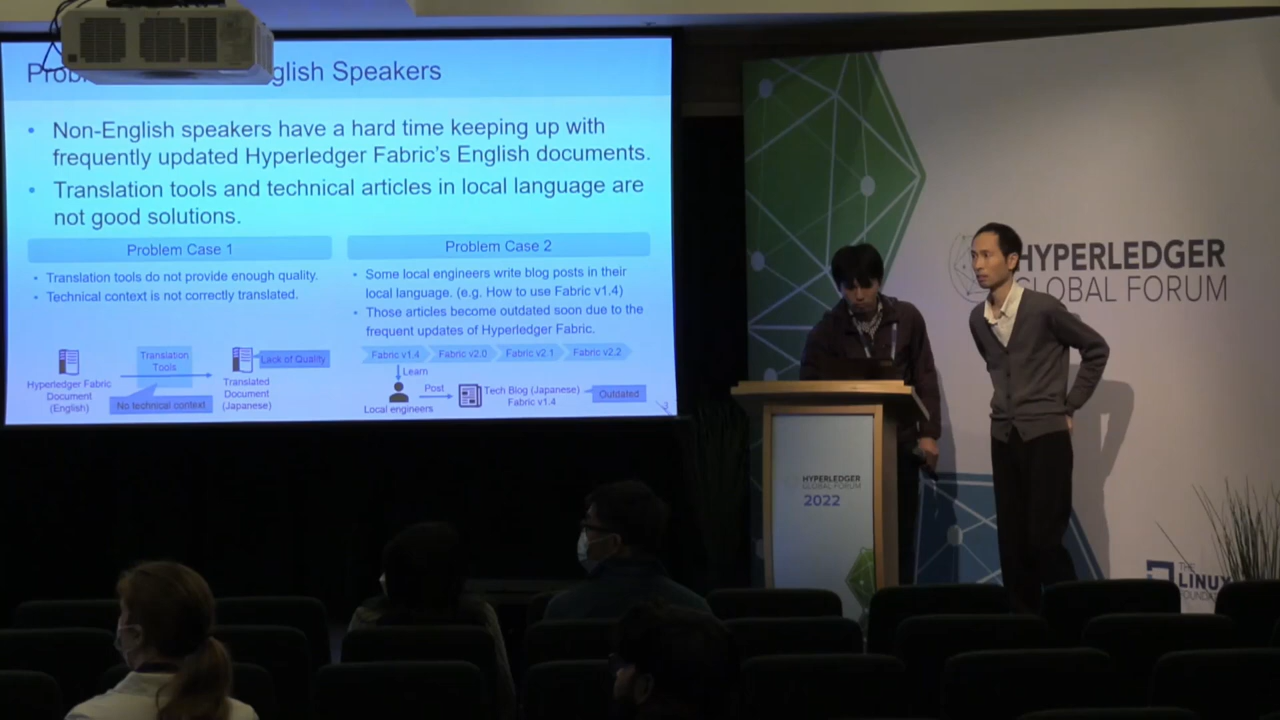 Prob glish Speakers
• Non-English speakers have a hard time keeping up with
frequently updated Hyperledger Fabric's English documents.
• Translation tools and technical articles in local language are
not good solutions.
Problem Case 1
• Translation tools do not provide enough quality.
• Technical context is not correctly translated.
Hyperledger Fabric
Document
(English)
Translation
Tools
No technical context
Translated
Document
(Japanese)
Lack of Quality
Problem Case 2
• Some local engineers write blog posts in their
local language. (e.g. How to use Fabric v1.4)
• Those articles become outdated soon due to the
frequent updates of Hyperledger Fabric.
Fabric v1.4
Fabric v2.0
Fabric v2.1
Fabric v2.2
Learn
Local engineers
Post
Tech Blog (Japanese)
Fabric v1.4
Outdated
HYPERLEDGER
GLOBAL FORUM
HYPERLEDGER
GLOBAL FORUM
2022
THE
LINUX